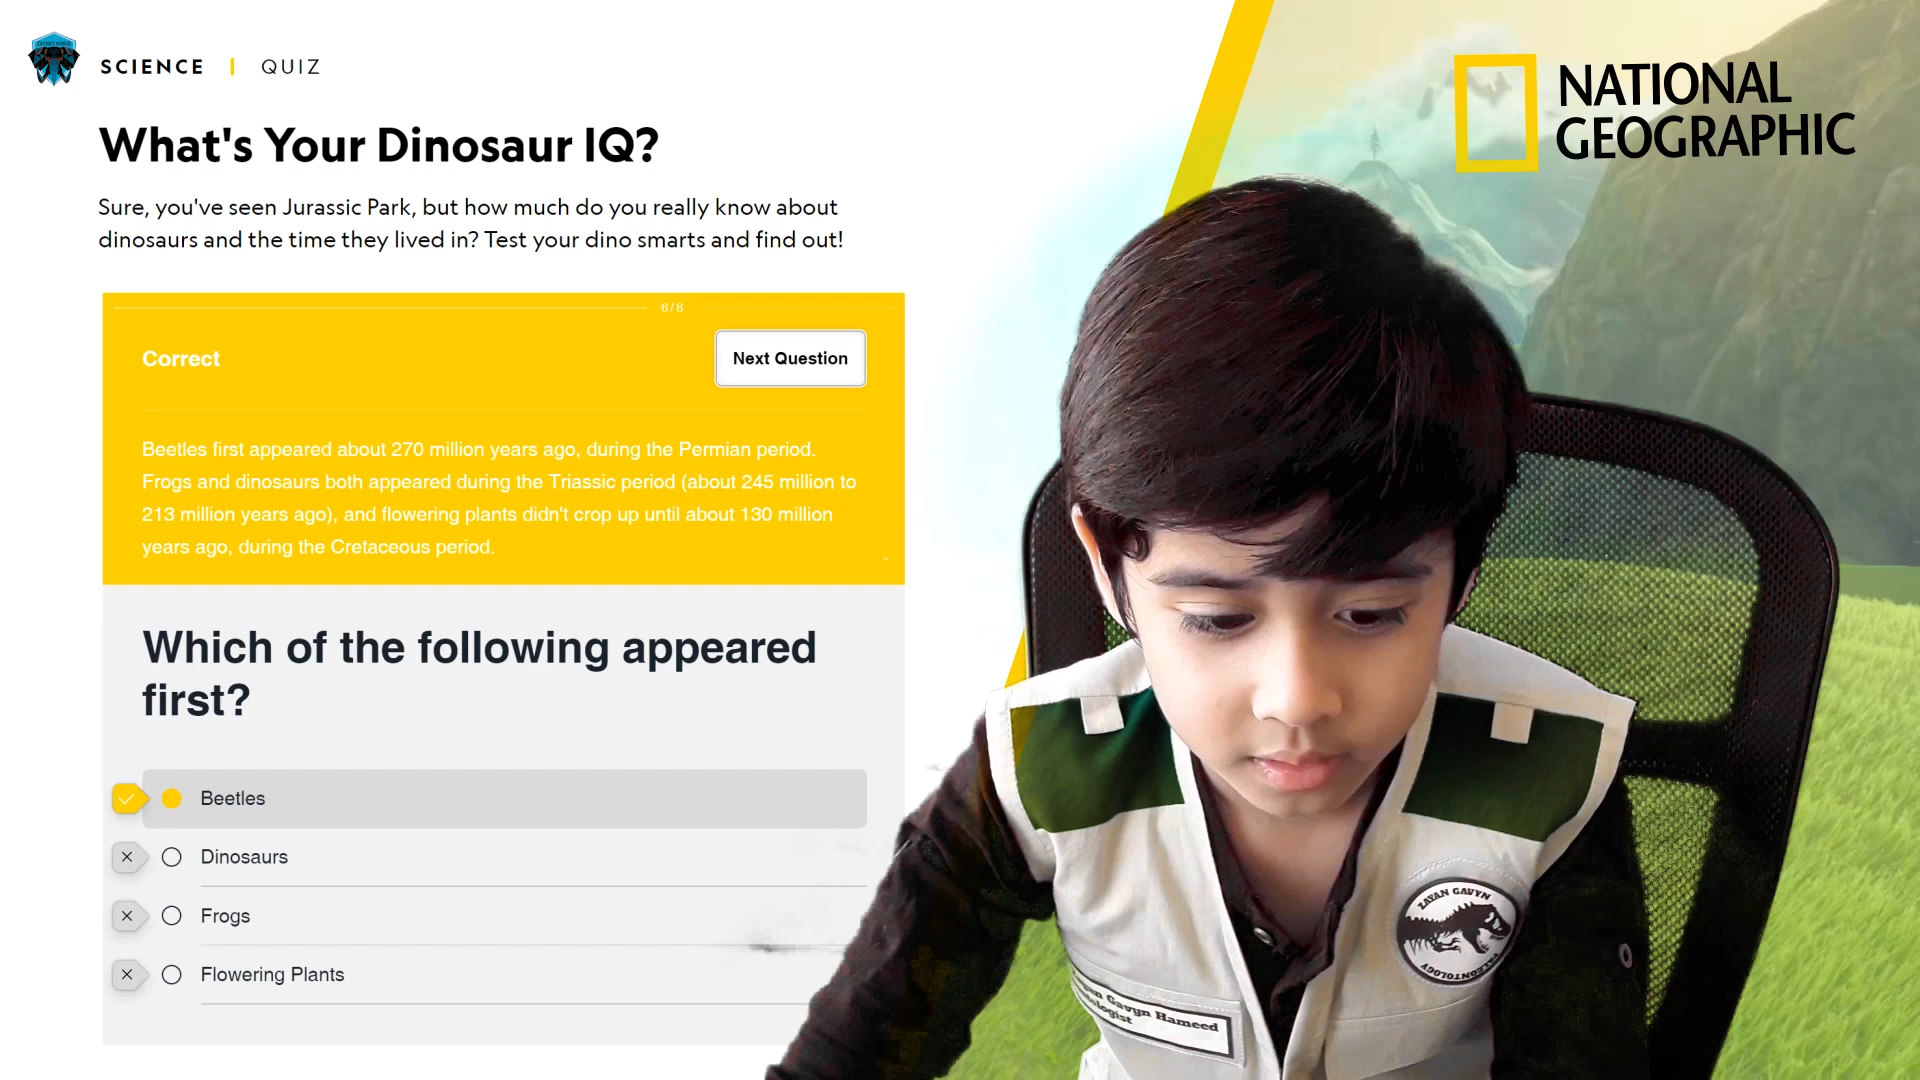 SCIENCE | QUIZ
NATIONAL
GEOGRAPHIC
What's Your Dinosaur IQ?
Sure, you've seen Jurassic Park, but how much do you really know about
dinosaurs and the time they lived in? Test your dino smarts and find out!
6/8
Correct
Next Question
Beetles first appeared about 270 million years ago, during the Permian period.
Frogs and dinosaurs both appeared during the Triassic period (about 245 million to
213 million years ago), and flowering plants didn't crop up until about 130 million
years ago, during the Cretaceous period.
Which of the following appeared
first?
Beetles
Dinosaurs
Frogs
Flowering Plants
ZAYAN GAVYN
Gavyn Hameed